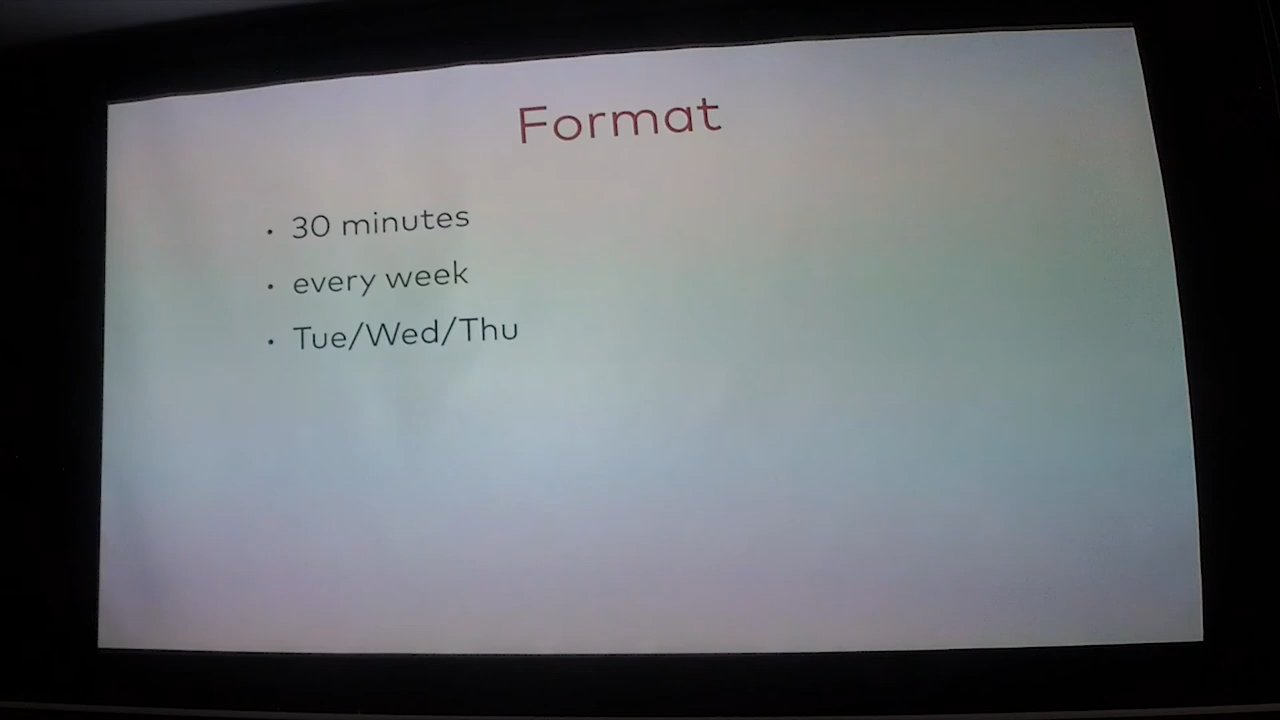 Format
• 30 minutes
• every week
• Tue/Wed/Thu